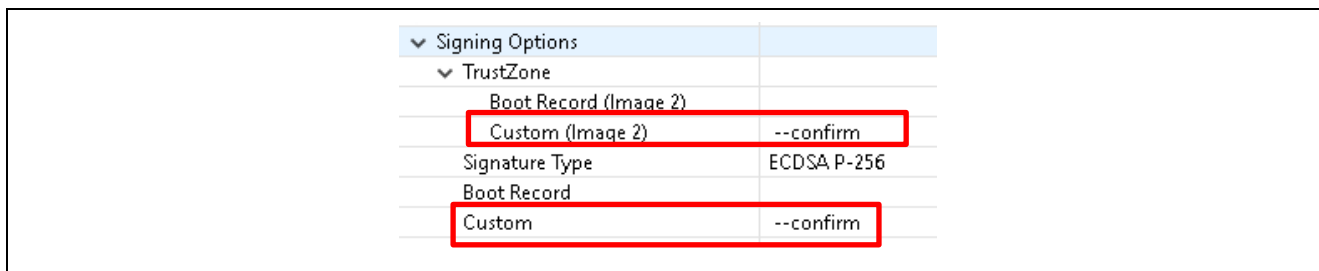 Signing Options
TrustZone
Boot Record (Image 2)
Custom (Image 2) --confirm
Signature Type ECDSA P-256
Boot Record
Custom --confirm